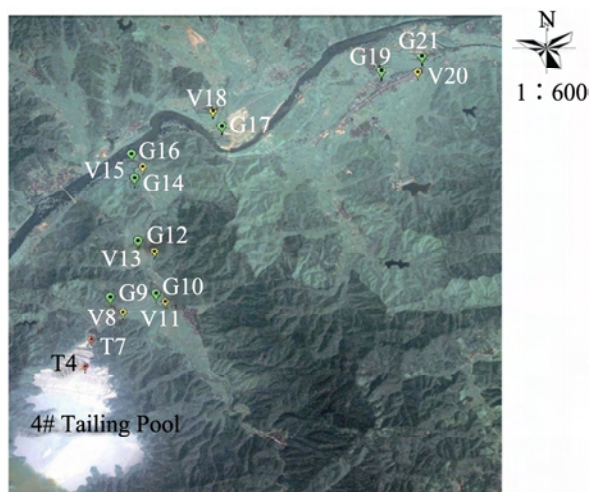 N
1：600
G21
G19
V20
V18
G17
G16
V15
G14
G12
V13
G9
G10
V8
V11
T7
T4
4# Tailing Pool